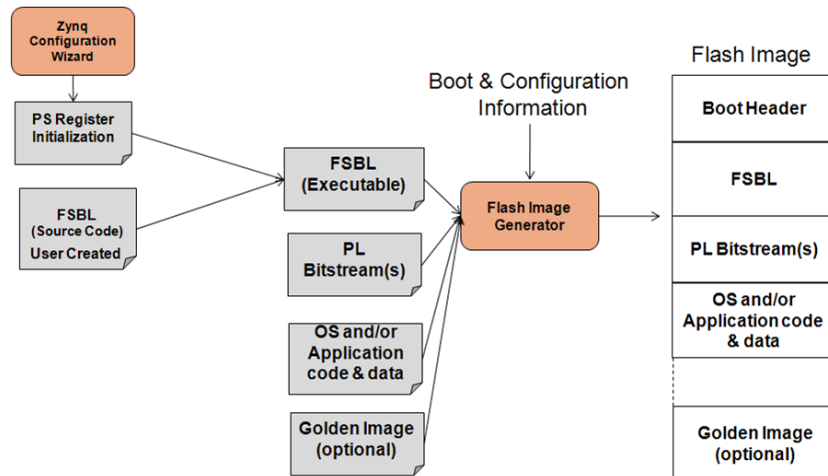 Zynq
Configuration
Wizard
PS Register
Initialization
FSBL
(Source Code)
User Created
FSBL
(Executable)
PL
Bitstream(s)
OS and/or
Application
code & data
Golden Image
(optional)
Boot & Configuration
Information
Flash Image
Generator
Flash Image
Boot Header
FSBL
PL Bitstream(s)
OS and/or
Application code
& data
Golden Image
(optional)